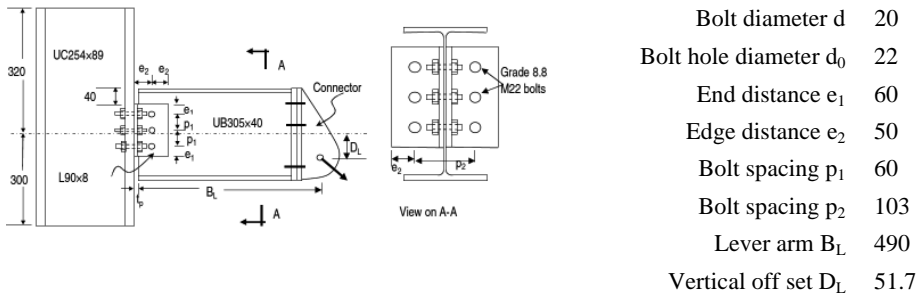 UC254×89
320
40
e2 e2
A
Connector
e1
p1
UB305×40
p1
e1
DL
300
L90×8
tp
BL
A
Grade 8.8
M22 bolts
e2
p2
View on A-A
Bolt diameter d 20
Bolt hole diameter d0 22
End distance e1 60
Edge distance e2 50
Bolt spacing p1 60
Bolt spacing p2 103
Lever arm BL 490
Vertical off set DL 51.7